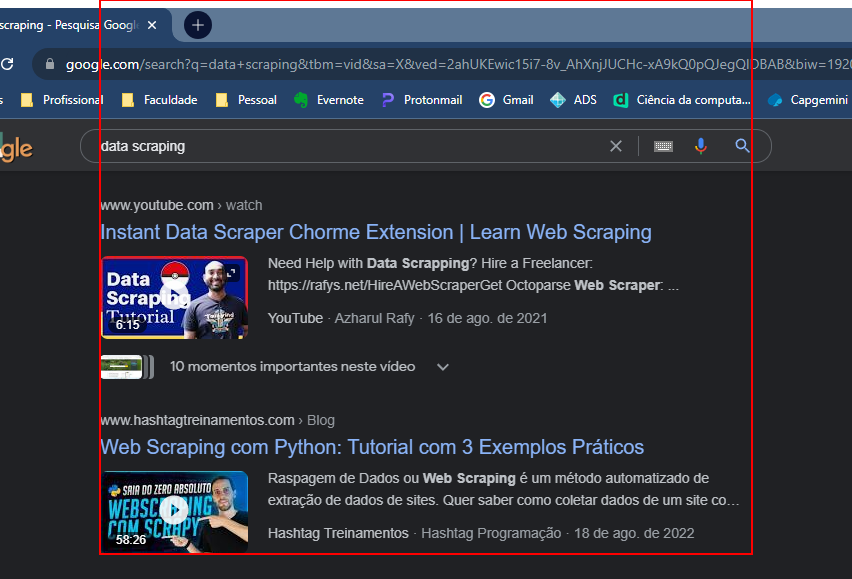 scraping - Pesquisa Google
google.com/search?q=data+scraping&tbm=vid&sa=X&ved=2ahUKEwic15i7-8v_AhXnjJUCHc-xA9kQ0pQJegQIDBAB&biw=1920
Profissional Faculdade Pessoal Evernote Protonmail Gmail ADS Ciência da computa... Capgemini
gle data scraping
www.youtube.com › watch
Instant Data Scraper Chorme Extension | Learn Web Scraping
Data
Scraping
Tutorial
6:15
Need Help with Data Scrapping? Hire a Freelancer:
https://rafys.net/HireAWebScraperGet Octoparse Web Scraper: ...
YouTube · Azharul Rafy · 16 de ago. de 2021
10 momentos importantes neste vídeo
www.hashtagtreinamentos.com › Blog
Web Scraping com Python: Tutorial com 3 Exemplos Práticos
SAIA DO ZERO ABSOLUTO
WEBSCRAPING
COM SCRAPY
58:26
Raspagem de Dados ou Web Scraping é um método automatizado de
extração de dados de sites. Quer saber como coletar dados de um site co...
Hashtag Treinamentos · Hashtag Programação · 18 de ago. de 2022